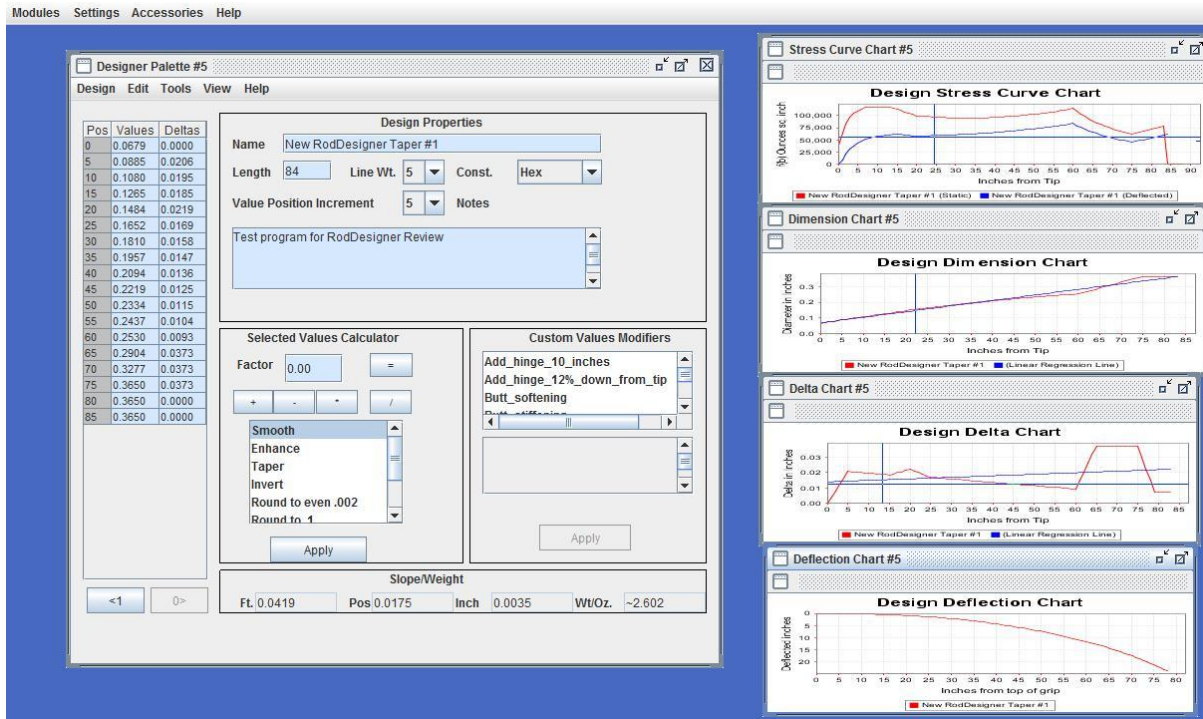 Modules Settings Accessories Help
Designer Palette #5
Design Edit Tools View Help
Pos Values Deltas
0 0.0679 0.0000
5 0.0885 0.0206
10 0.1080 0.0195
15 0.1265 0.0185
20 0.1484 0.0219
25 0.1652 0.0169
30 0.1810 0.0158
35 0.1957 0.0147
40 0.2094 0.0136
45 0.2219 0.0125
50 0.2334 0.0115
55 0.2437 0.0104
60 0.2530 0.0093
65 0.2904 0.0373
70 0.3277 0.0373
75 0.3650 0.0373
80 0.3650 0.0000
85 0.3650 0.0000
<1 0>
Design Properties
Name New RodDesigner Taper #1
Length 84 Line Wt. 5 Const. Hex
Value Position Increment 5 Notes
Test program for RodDesigner Review
Selected Values Calculator
Factor 0.00 =
+ - * /
Smooth
Enhance
Taper
Invert
Round to even .002
Round to .1
Apply
Custom Values Modifiers
Add_hinge_10_inches
Add_hinge_12%_down_from_tip
Butt_softening
Butt_stiffening
Apply
Slope/Weight
Ft. 0.0419 Pos 0.0175 Inch 0.0035 Wt/Oz. ~2.602
Stress Curve Chart #5
Design Stress Curve Chart
f(b) Ounces sq. inch
100,000
75,000
50,000
25,000
0
0 5 10 15 20 25 30 35 40 45 50 55 60 65 70 75 80 85 90
Inches from Tip
New RodDesigner Taper #1 (Static) New RodDesigner Taper #1 (Deflected)
Dimension Chart #5
Design Dimension Chart
Diameter in inches
0.3
0.2
0.1
0.0
0 5 10 15 20 25 30 35 40 45 50 55 60 65 70 75 80 85
Inches from Tip
New RodDesigner Taper #1 (Linear Regression Line)
Delta Chart #5
Design Delta Chart
Delta in inches
0.03
0.02
0.01
0.00
0 5 10 15 20 25 30 35 40 45 50 55 60 65 70 75 80 85
Inches from Tip
New RodDesigner Taper #1 (Linear Regression Line)
Deflection Chart #5
Design Deflection Chart
Deflected inches
0
5
10
15
20
0 5 10 15 20 25 30 35 40 45 50 55 60 65 70 75 80
Inches from top of grip
New RodDesigner Taper #1